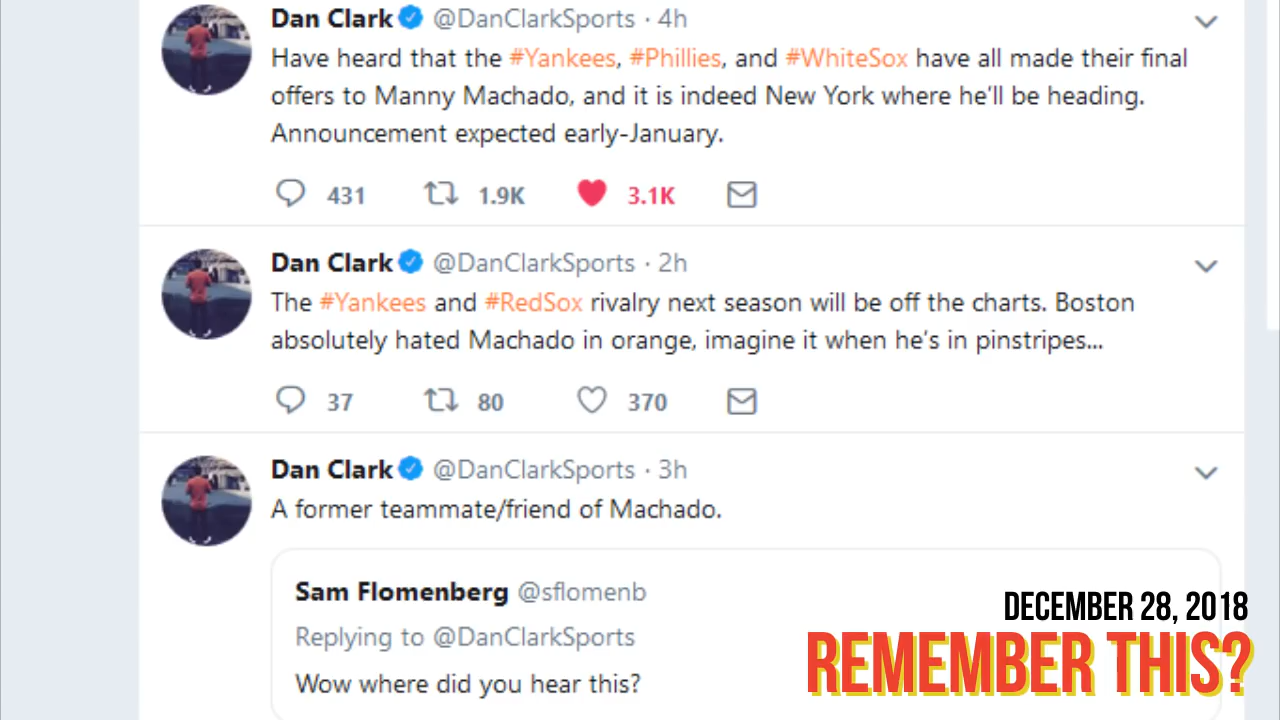 Dan Clark @DanClarkSports · 4h
Have heard that the #Yankees, #Phillies, and #WhiteSox have all made their final
offers to Manny Machado, and it is indeed New York where he'll be heading.
Announcement expected early-January.
431 1.9K 3.1K
Dan Clark @DanClarkSports · 2h
The #Yankees and #RedSox rivalry next season will be off the charts. Boston
absolutely hated Machado in orange, imagine it when he's in pinstripes...
37 80 370
Dan Clark @DanClarkSports · 3h
A former teammate/friend of Machado.
Sam Flomenberg @sflomenb
Replying to @DanClarkSports
Wow where did you hear this?
DECEMBER 28, 2018
REMEMBER THIS?